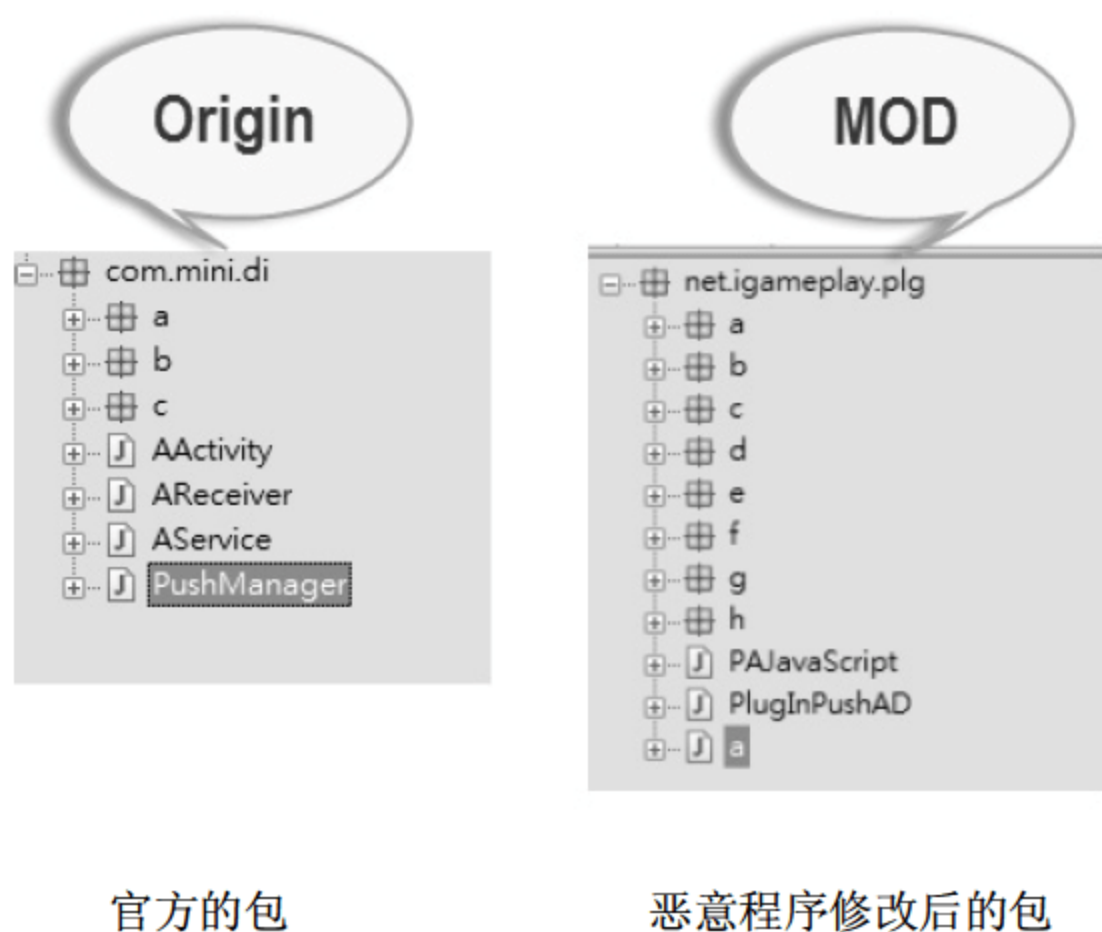 Origin
com.mini.di
a
b
c
AActivity
AReceiver
AService
PushManager
官方的包
MOD
net.igameplay.plg
a
b
c
d
e
f
g
h
PAJavaScript
PlugInPushAD
a
恶意程序修改后的包